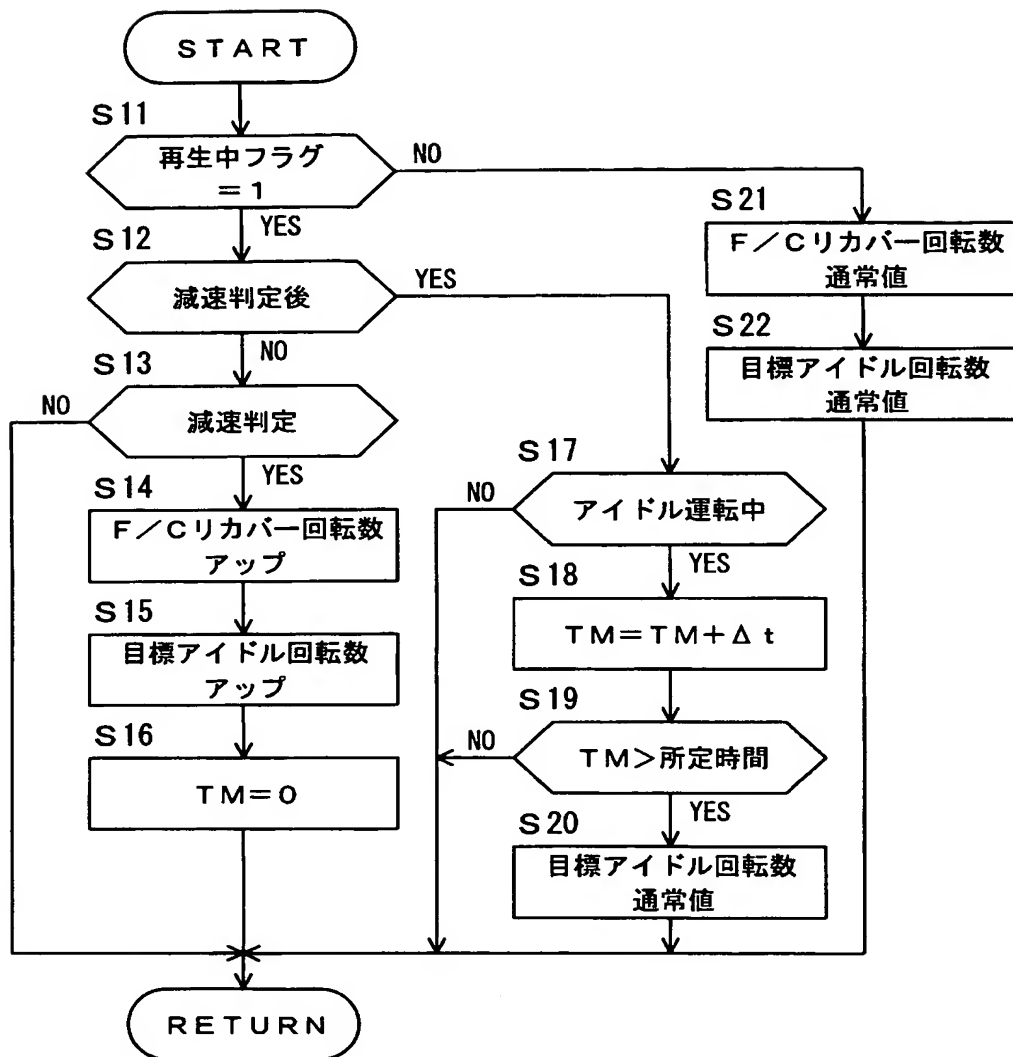 START
S11
再生中フラグ
=1
NO
YES
S12
減速判定後
YES
NO
S13
減速判定
NO
YES
S14
F/Cリカバー回転数
アップ
S15
目標アイドル回転数
アップ
S16
TM=0
S17
アイドル運転中
NO
YES
S18
TM=TM+Δt
S19
TM>所定時間
NO
YES
S20
目標アイドル回転数
通常値
S21
F/Cリカバー回転数
通常値
S22
目標アイドル回転数
通常値
RETURN